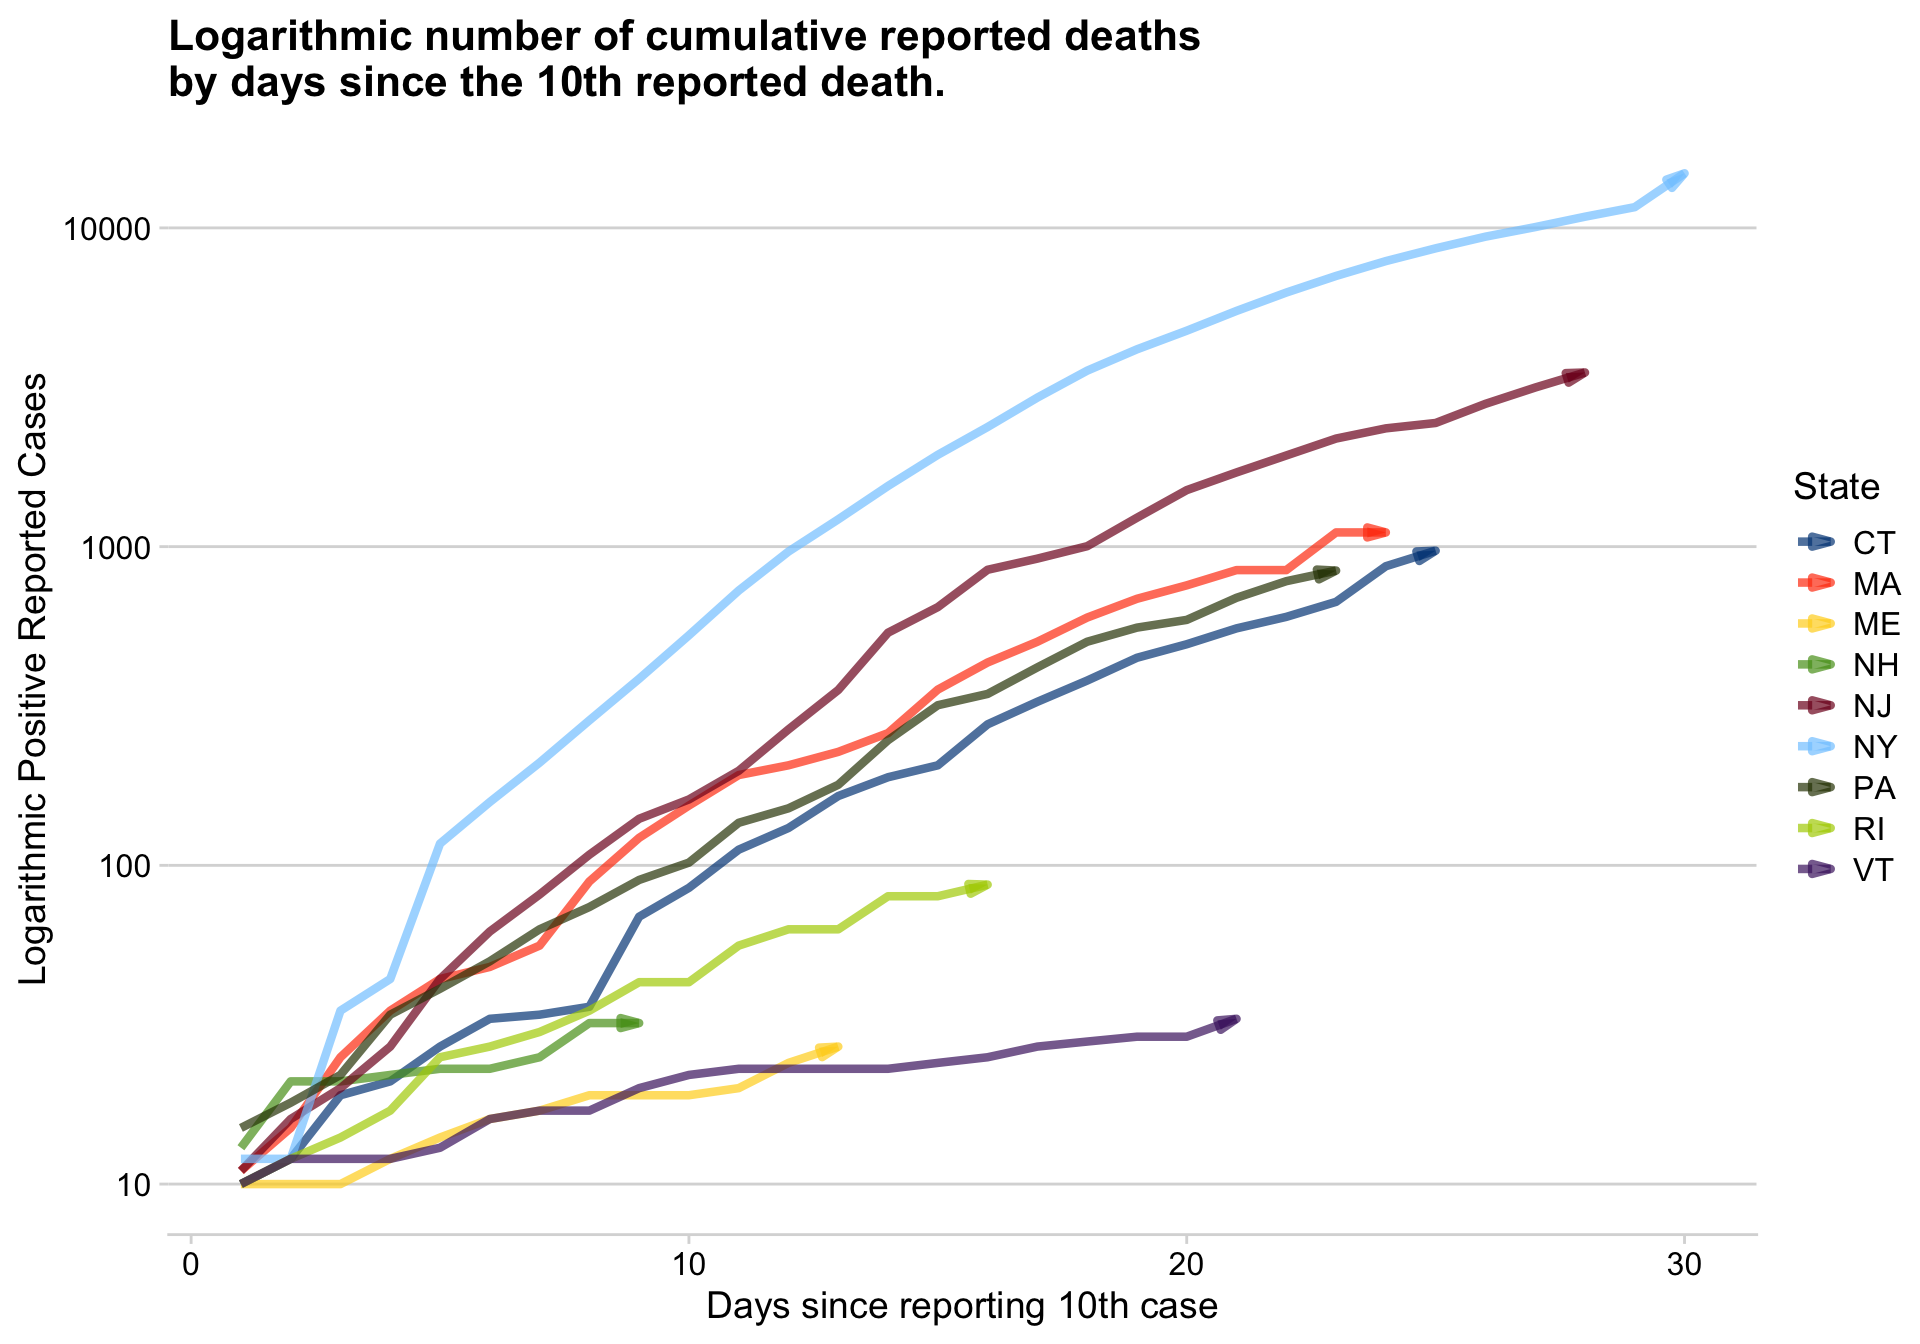 Logarithmic number of cumulative reported deaths
by days since the 10th reported death.
Logarithmic Positive Reported Cases
10000
1000
100
10
0
10
20
30
Days since reporting 10th case
State
CT
MA
ME
NH
NJ
NY
PA
RI
VT